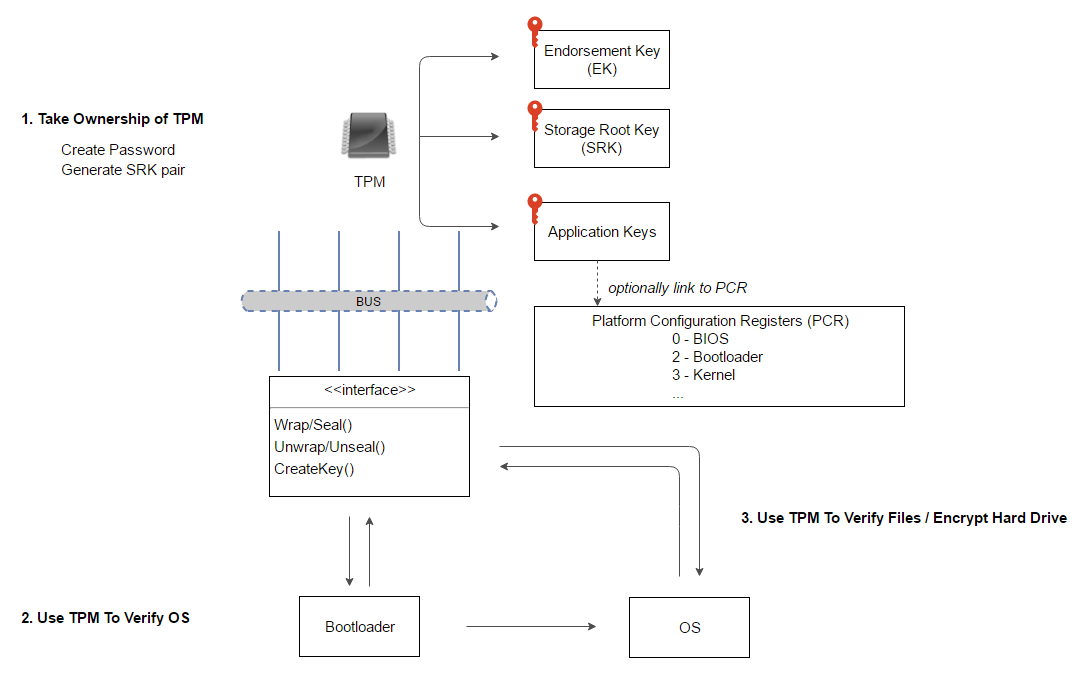 Endorsement Key
(EK)
1. Take Ownership of TPM
Create Password
Generate SRK pair
TPM
Storage Root Key
(SRK)
Application Keys
optionally link to PCR
BUS
Platform Configuration Registers (PCR)
0 - BIOS
2 - Bootloader
3 - Kernel
...
<<interface>>
Wrap/Seal()
Unwrap/Unseal()
CreateKey()
3. Use TPM To Verify Files / Encrypt Hard Drive
2. Use TPM To Verify OS
Bootloader
OS